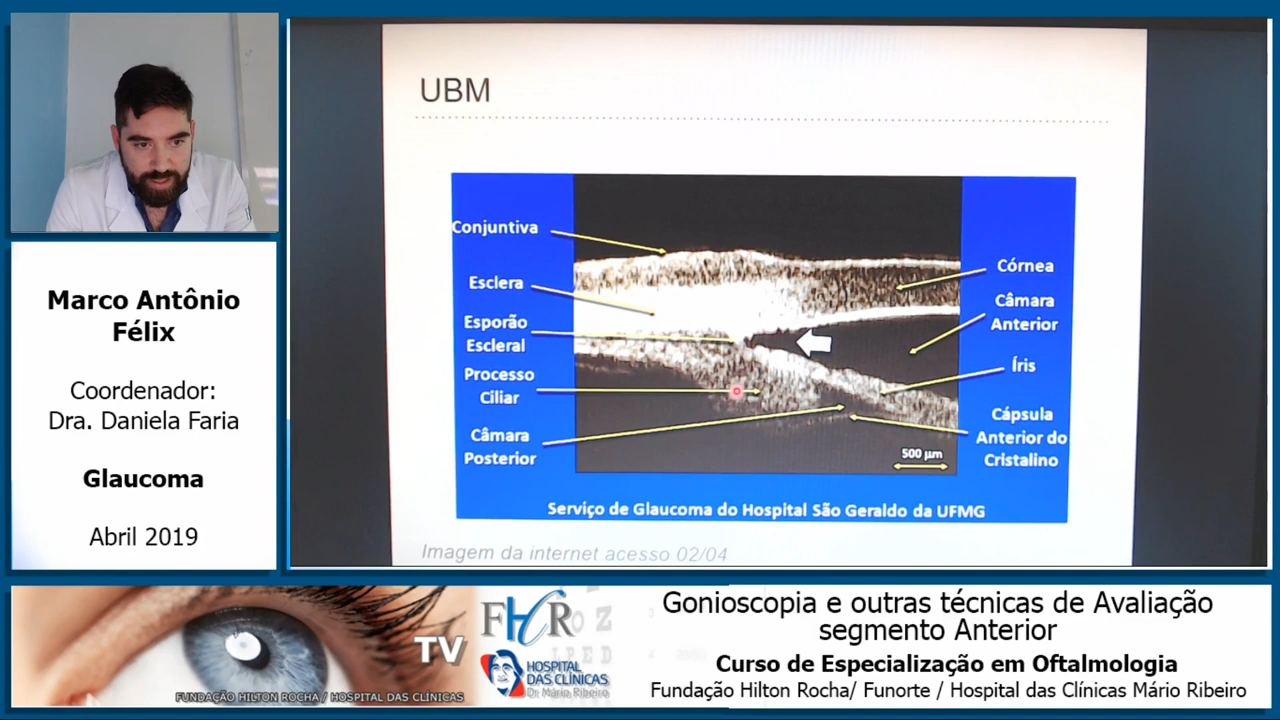 Marco Antônio
Félix
Coordenador:
Dra. Daniela Faria
Glaucoma
Abril 2019
UBM
Conjuntiva
Esclera
Esporão
Escleral
Processo
Ciliar
Câmara
Posterior
Córnea
Câmara
Anterior
Íris
Cápsula
Anterior do
Cristalino
500 µm
Serviço de Glaucoma do Hospital São Geraldo da UFMG
Imagem da internet acesso 02/04
TV
FUNDAÇÃO HILTON ROCHA / HOSPITAL DAS CLÍNICAS
FHR
HOSPITAL
DAS CLÍNICAS
Dr. Mário Ribeiro
Gonioscopia e outras técnicas de Avaliação
segmento Anterior
Curso de Especialização em Oftalmologia
Fundação Hilton Rocha/ Funorte / Hospital das Clínicas Mário Ribeiro